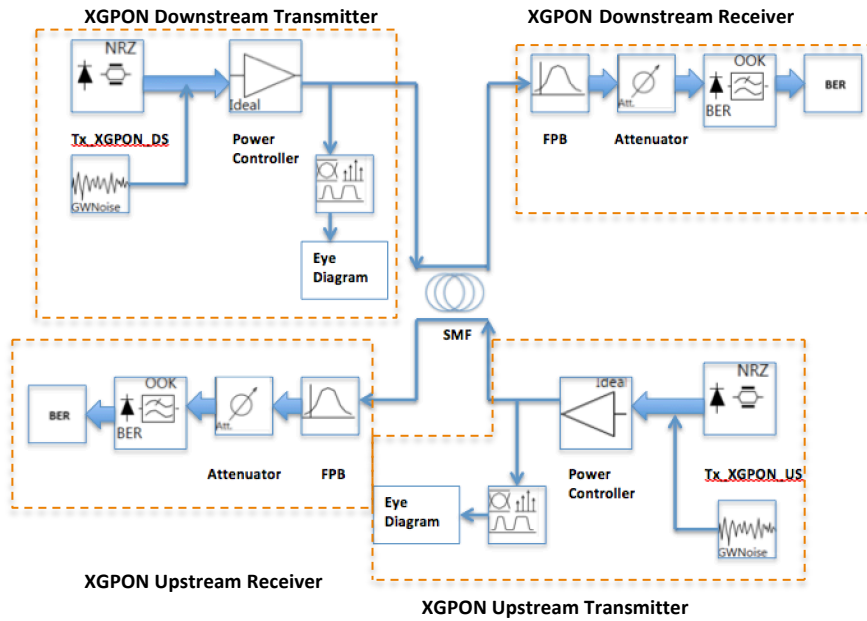 XGPON Downstream Transmitter
XGPON Downstream Receiver
NRZ
Ideal
Tx_XGPON_DS
Power
Controller
GWNoise
Eye
Diagram
OOK
Att.
BER
BER
FPB
Attenuator
SMF
OOK
BER
BER
Att.
Attenuator
FPB
Ideal
NRZ
Power
Controller
Tx_XGPON_US
Eye
Diagram
GWNoise
XGPON Upstream Receiver
XGPON Upstream Transmitter